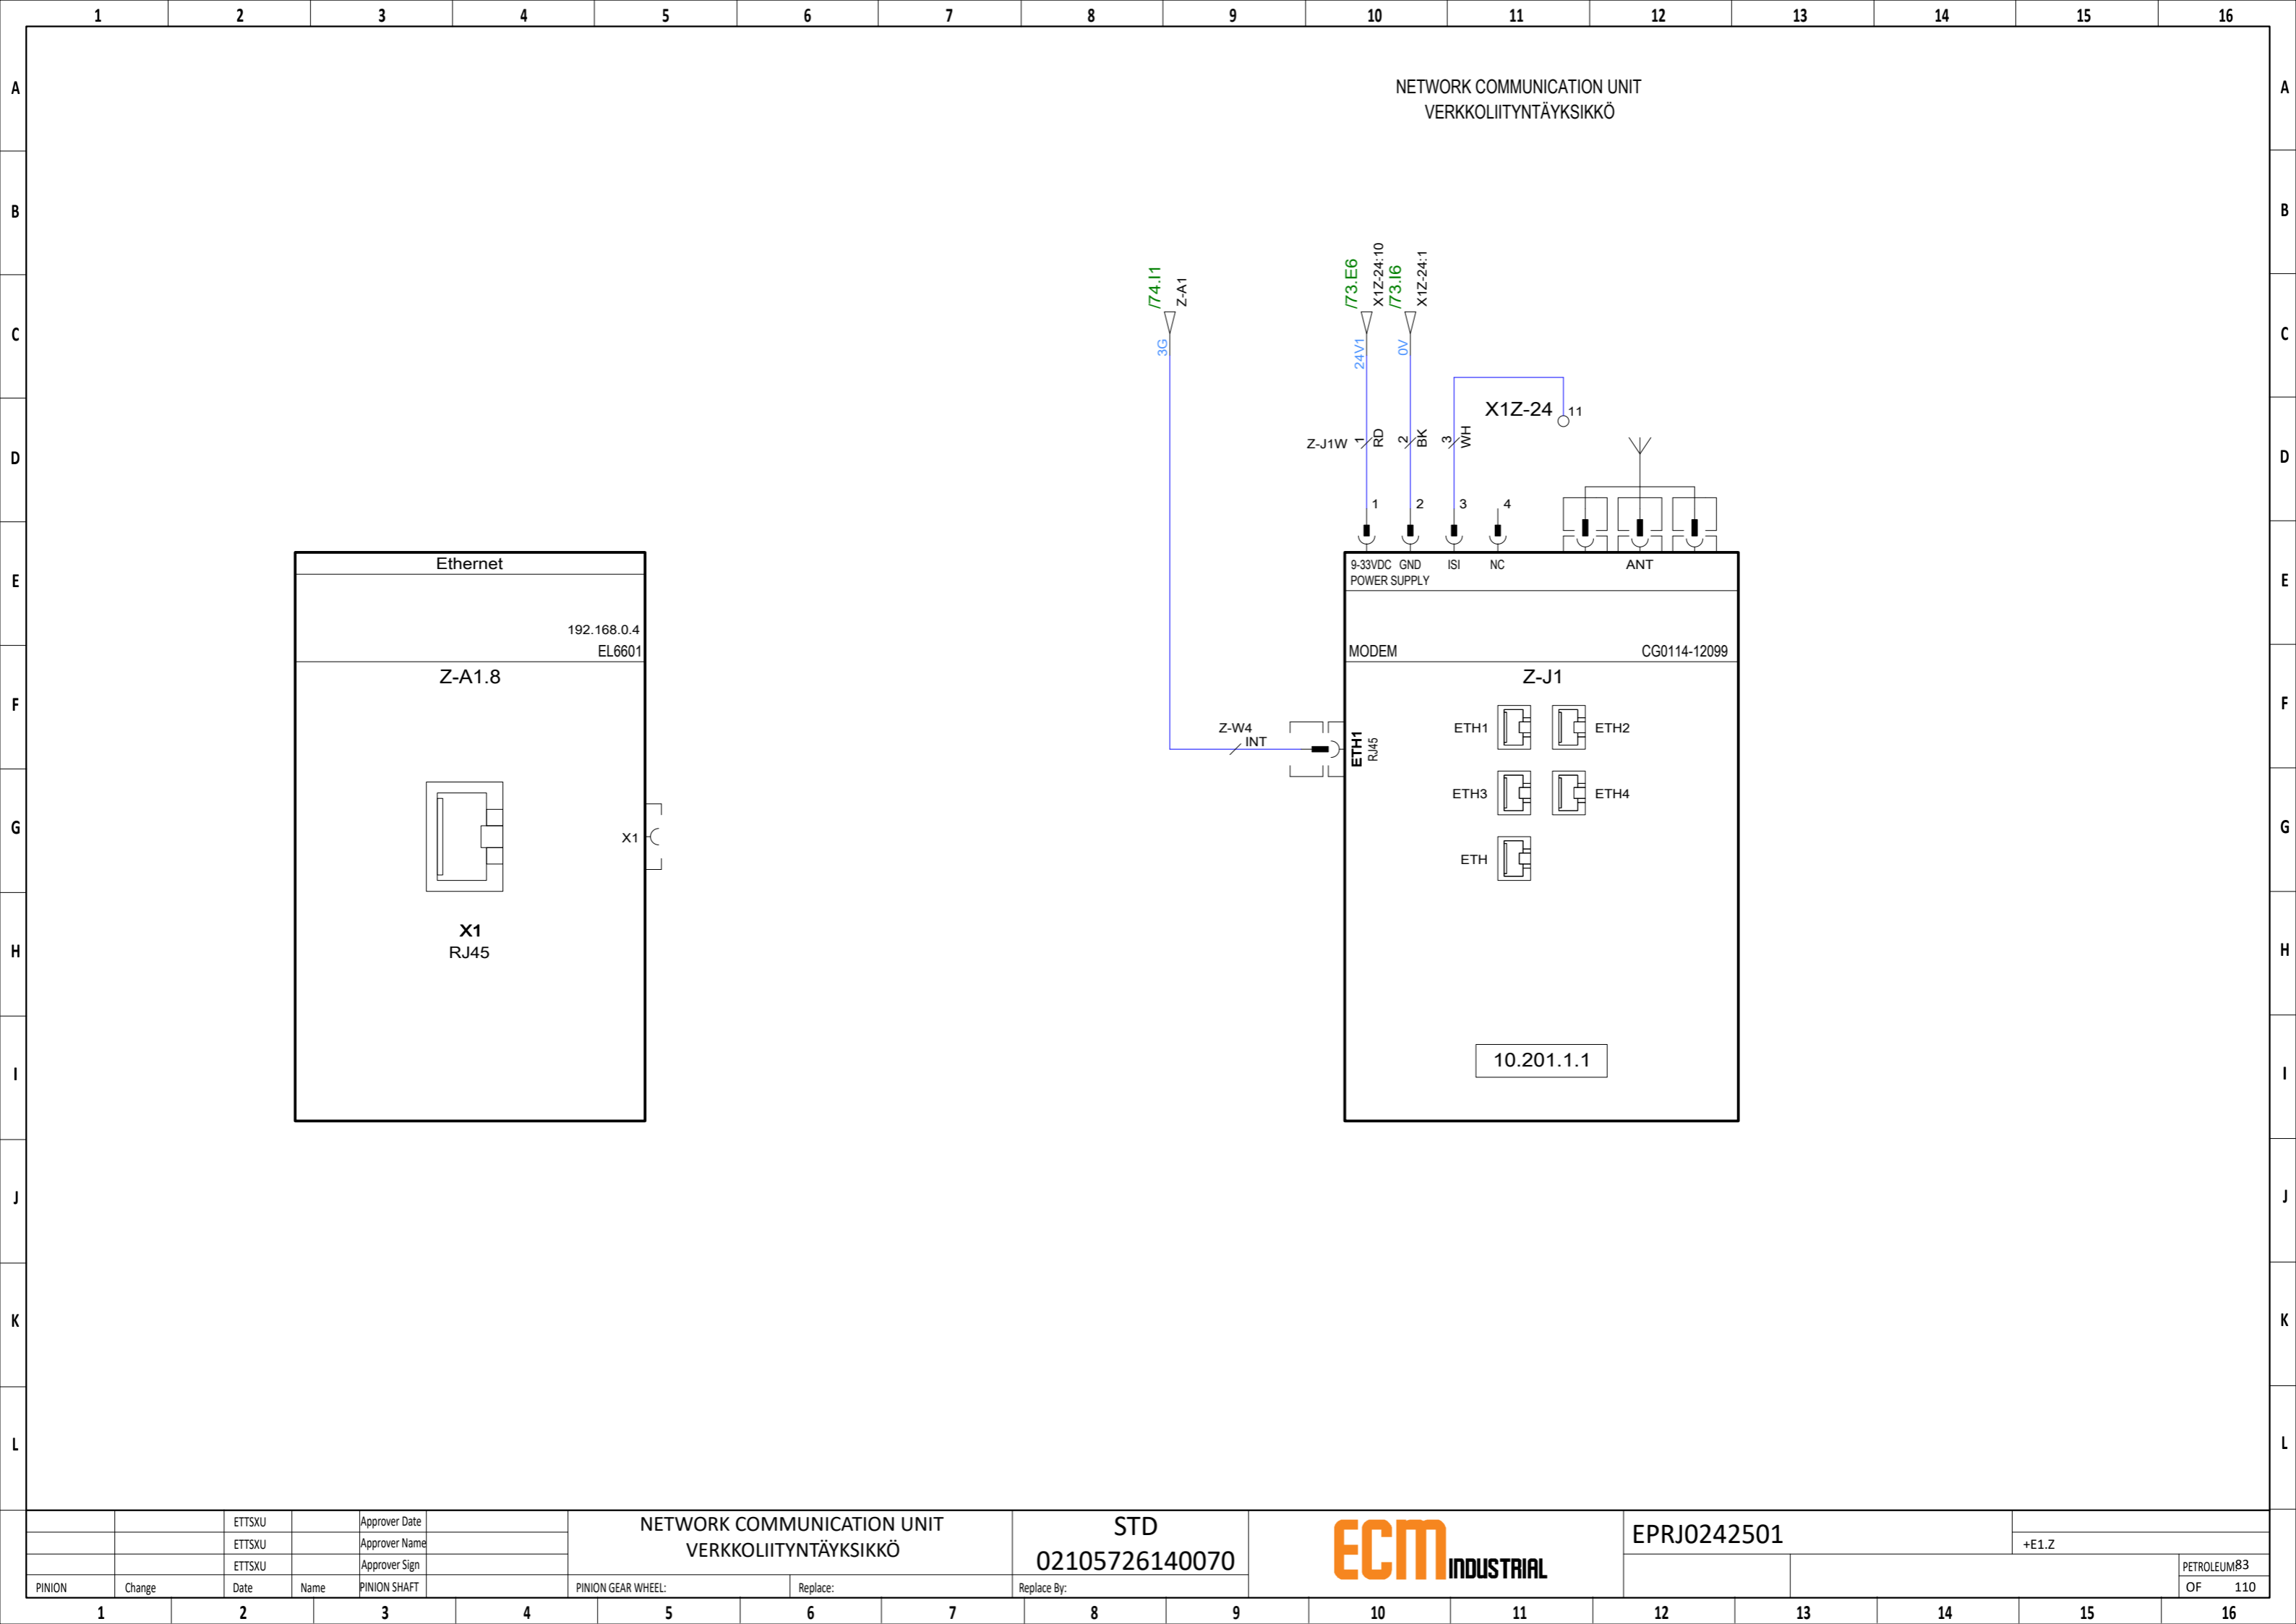 1 2 3 4 5 6 7 8 9 10 11 12 13 14 15 16
A A
NETWORK COMMUNICATION UNIT
VERKKOLIITYNTÄYKSIKKÖ
B B
/74.I1
Z-A1
/73.E6
X1Z-24:10
/73.I6
X1Z-24:1
C C
3G
24V1
0V
X1Z-24 11
Z-J1W 1 RD 2 BK 3 WH
D D
1 2 3 4
Ethernet
9-33VDC GND ISI NC ANT
POWER SUPPLY
E E
192.168.0.4
EL6601
MODEM CG0114-12099
Z-A1.8
Z-J1
F F
Z-W4
INT
ETH1
RJ45
ETH1 ETH2
ETH3 ETH4
G G
X1
ETH
X1
RJ45
H H
10.201.1.1
I I
J J
K K
L L
ETTSXU Approver Date
ETTSXU Approver Name
ETTSXU Approver Sign
PINION Change Date Name PINION SHAFT
NETWORK COMMUNICATION UNIT
VERKKOLIITYNTÄYKSIKKÖ
PINION GEAR WHEEL: Replace: Replace By:
STD
02105726140070
ECM INDUSTRIAL
EPRJ0242501
+E1.Z
PETROLEUM83
OF 110
1 2 3 4 5 6 7 8 9 10 11 12 13 14 15 16